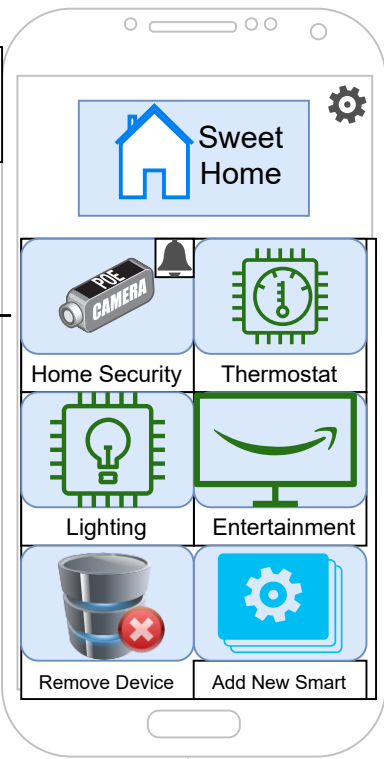 Sweet
Home
POE
CAMERA
Home Security
Thermostat
Lighting
Entertainment
Remove Device
Add New Smart